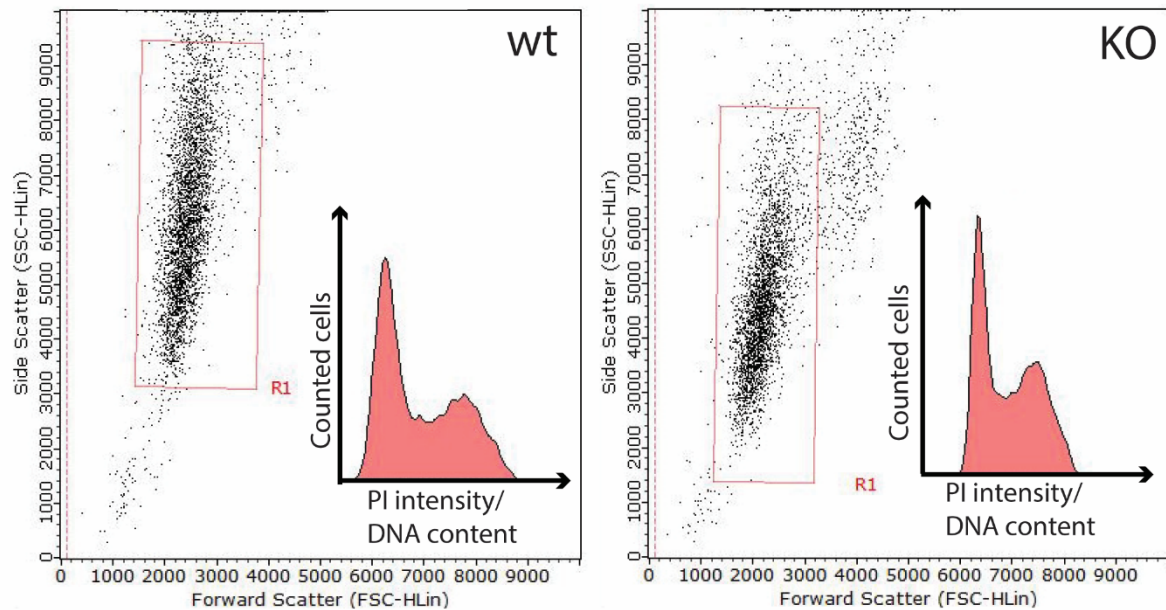 wt
Side Scatter (SSC-HLin)
0 1000 2000 3000 4000 5000 6000 7000 8000 9000
R1
Counted cells
PI intensity/
DNA content
0 1000 2000 3000 4000 5000 6000 7000 8000 9000
Forward Scatter (FSC-HLin)
KO
Side Scatter (SSC-HLin)
0 1000 2000 3000 4000 5000 6000 7000 8000 9000
R1
Counted cells
PI intensity/
DNA content
0 1000 2000 3000 4000 5000 6000 7000 8000 9000
Forward Scatter (FSC-HLin)